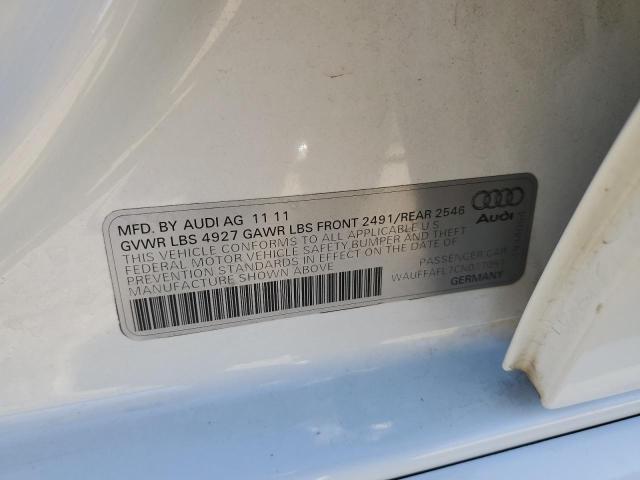 MFD. BY AUDI AG 11 11
GVWR LBS 4927 GAWR LBS FRONT 2491/REAR 2546
THIS VEHICLE CONFORMS TO ALL APPLICABLE U.S.
FEDERAL MOTOR VEHICLE SAFETY, BUMPER AND THEFT
PREVENTION STANDARDS IN EFFECT ON THE DATE OF
MANUFACTURE SHOWN ABOVE
Audi
PASSENGER CAR
GERMANY